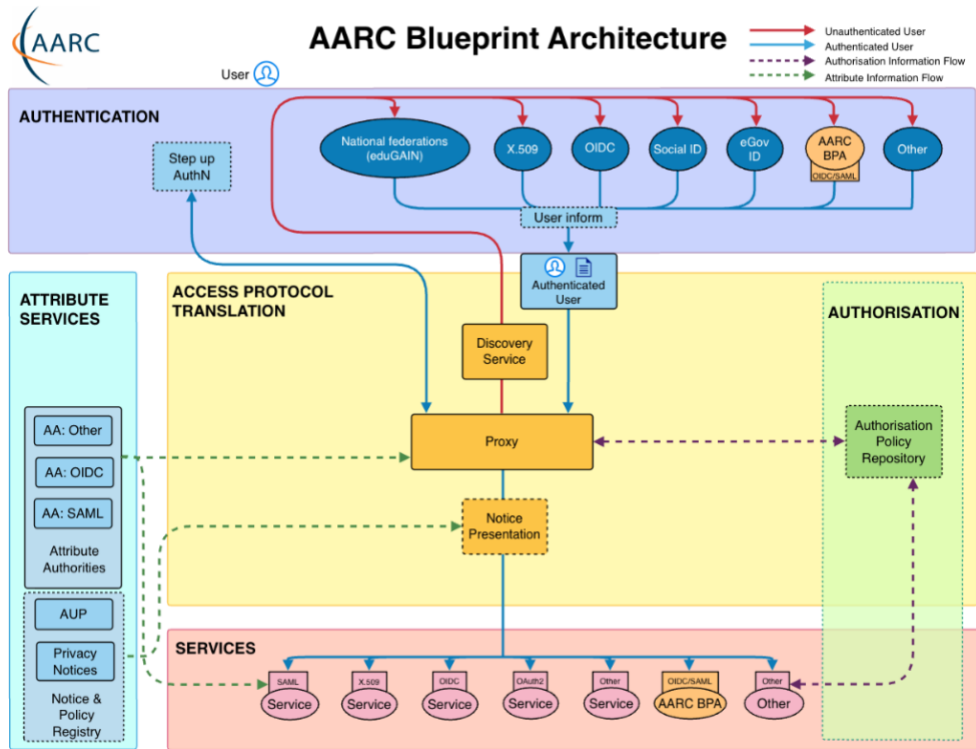 AARC
AARC Blueprint Architecture
Unauthenticated User
Authenticated User
Authorisation Information Flow
Attribute Information Flow
User
AUTHENTICATION
Step up
AuthN
National federations
(eduGAIN)
X.509
OIDC
Social ID
eGov
ID
AARC
BPA
OIDC/SAML
Other
User inform
Authenticated
User
ATTRIBUTE
SERVICES
ACCESS PROTOCOL
TRANSLATION
AUTHORISATION
Discovery
Service
AA: Other
AA: OIDC
AA: SAML
Attribute
Authorities
Proxy
Authorisation
Policy
Repository
Notice
Presentation
AUP
Privacy
Notices
Notice &
Policy
Registry
SERVICES
SAML
Service
X.509
Service
OIDC
Service
OAuth2
Service
Other
Service
OIDC/SAML
AARC BPA
Other
Other